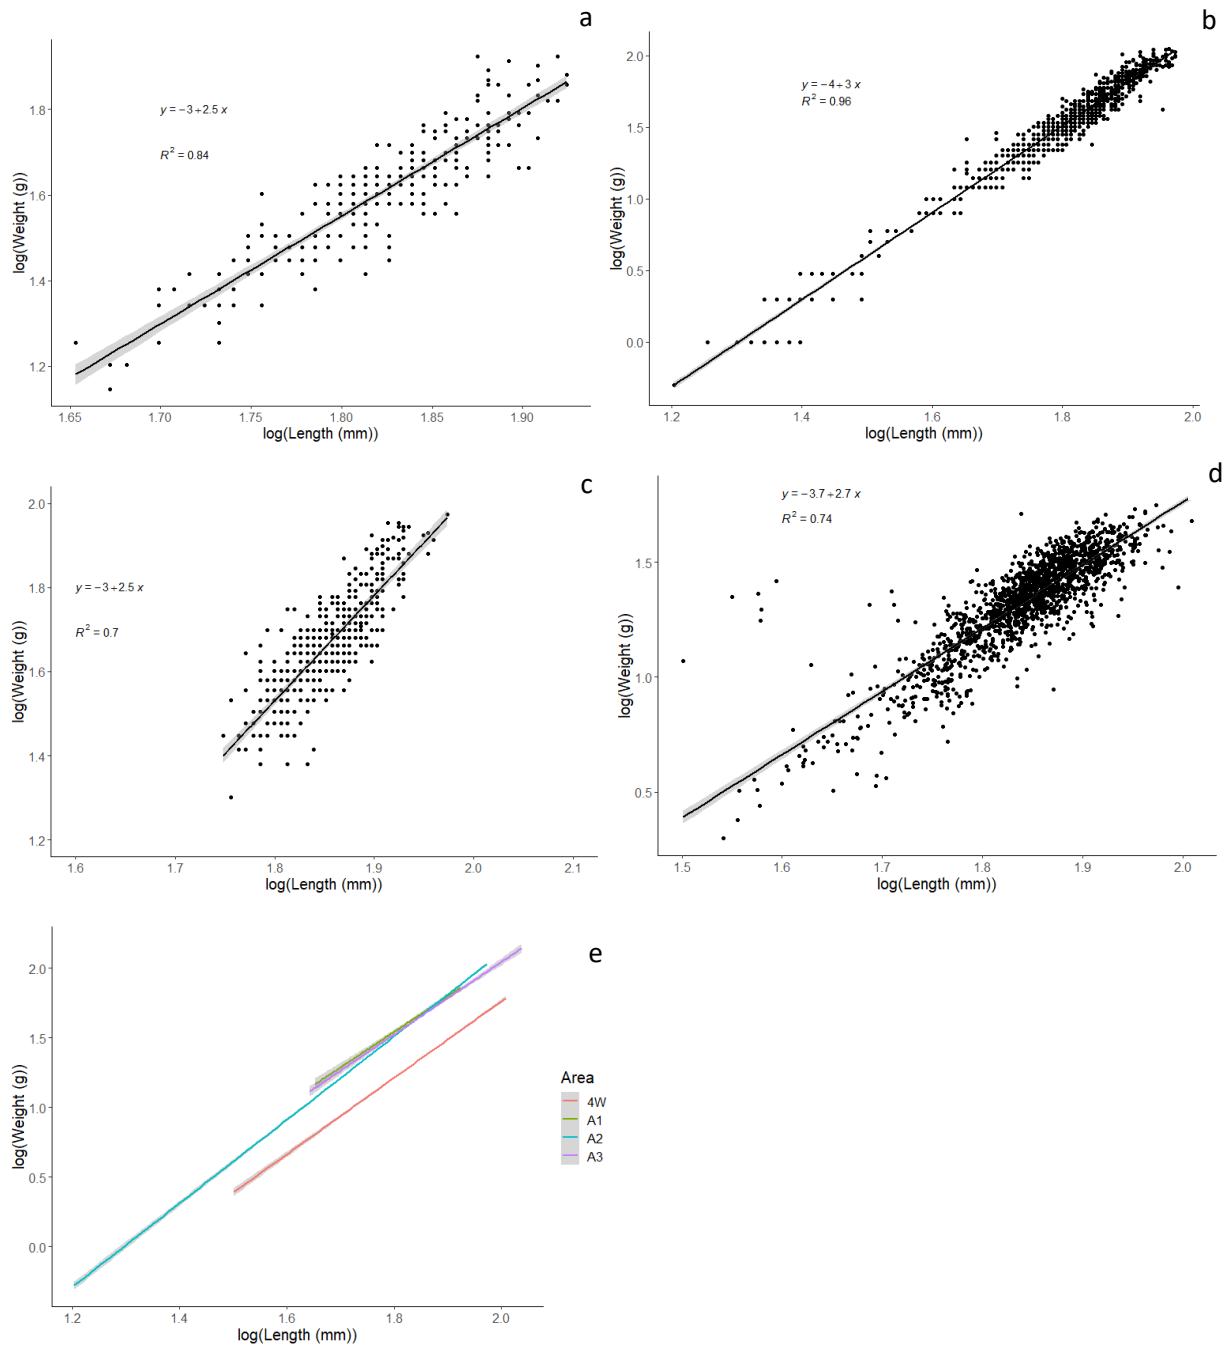 a
y = −3 + 2.5 x
R² = 0.84
1.8
1.6
1.4
1.2
log(Weight (g))
1.65 1.70 1.75 1.80 1.85 1.90
log(Length (mm))
b
y = −4 + 3 x
R² = 0.96
2.0
1.5
1.0
0.5
0.0
log(Weight (g))
1.2 1.4 1.6 1.8 2.0
log(Length (mm))
c
y = −3 + 2.5 x
R² = 0.7
2.0
1.8
1.6
1.4
1.2
log(Weight (g))
1.6 1.7 1.8 1.9 2.0 2.1
log(Length (mm))
d
y = −3.7 + 2.7 x
R² = 0.74
1.5
1.0
0.5
log(Weight (g))
1.5 1.6 1.7 1.8 1.9 2.0
log(Length (mm))
e
2.0
1.5
1.0
0.5
0.0
log(Weight (g))
1.2 1.4 1.6 1.8 2.0
log(Length (mm))
Area
4W
A1
A2
A3